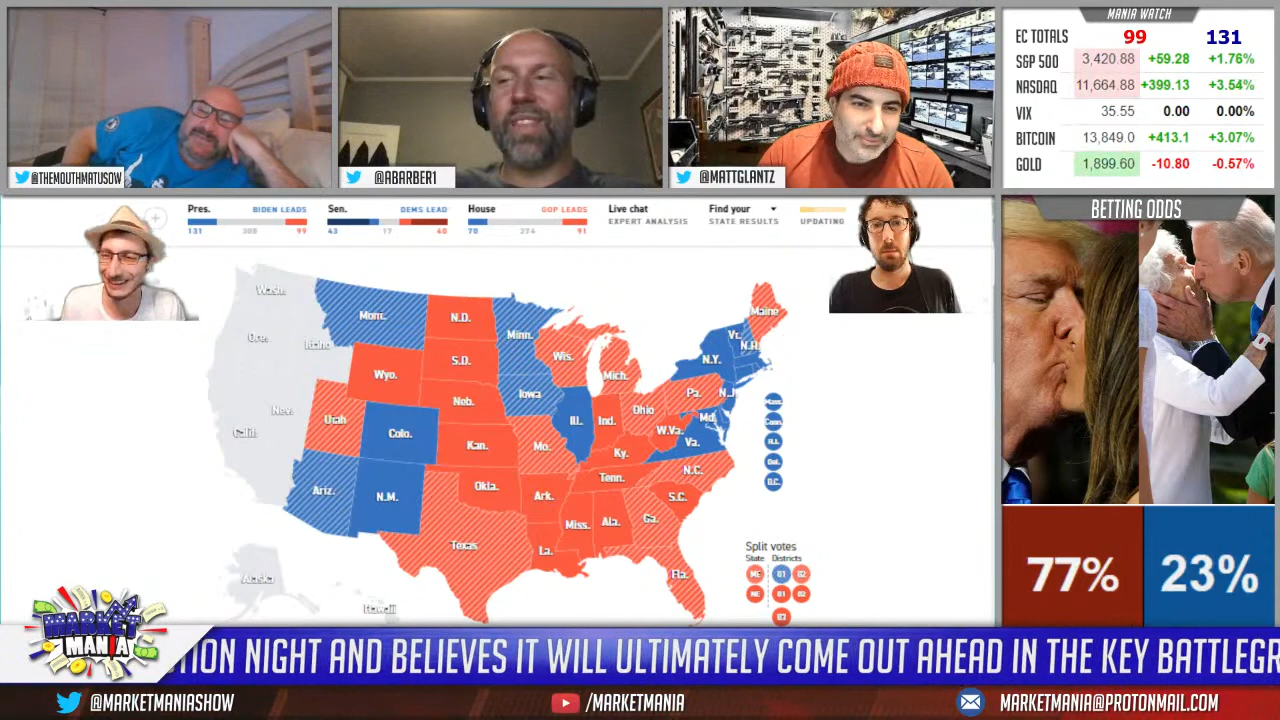 @THEMOUTHMATUSOW
@ABARBER1
@MATTGLANTZ
MANIA WATCH
EC TOTALS 99 131
S&P 500 3,420.88 +59.28 +1.76%
NASDAQ 11,664.88 +399.13 +3.54%
VIX 35.55 0.00 0.00%
BITCOIN 13,849.0 +413.1 +3.07%
GOLD 1,899.60 -10.80 -0.57%
Pres. BIDEN LEADS
131 308 99
Sen. DEMS LEAD
43 17 40
House GOP LEADS
70 274 91
Live chat
EXPERT ANALYSIS
Find your
STATE RESULTS
UPDATING
BETTING ODDS
Wash.
Mont.
N.D.
Minn.
Maine
Ore.
Idaho
Vt.
N.H.
Wis.
N.Y.
S.D.
Wyo.
Mich.
Iowa
Pa.
N.J.
Neb.
Mass.
Nev.
Utah
Ohio
Ill.
Ind.
Md.
Conn.
Calif.
Colo.
Kan.
Mo.
W.Va.
Va.
R.I.
Ky.
Del.
N.C.
Tenn.
D.C.
Ariz.
N.M.
Okla.
Ark.
S.C.
Miss.
Ala.
Ga.
Texas
La.
Fla.
Alaska
Hawaii
Split votes
State Districts
ME 01 02
NE 01 02
03
77% 23%
MARKET
MANIA
TION NIGHT AND BELIEVES IT WILL ULTIMATELY COME OUT AHEAD IN THE KEY BATTLEGR
@MARKETMANIASHOW
/MARKETMANIA
MARKETMANIA@PROTONMAIL.COM